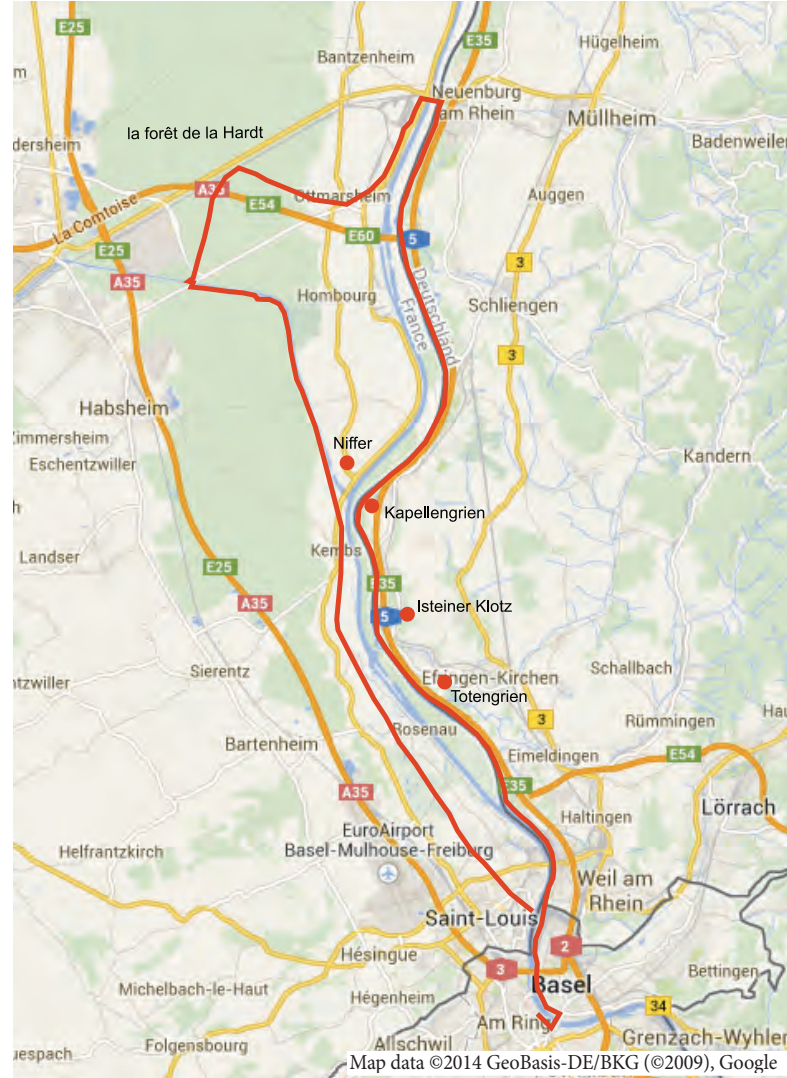 E25
E35
Hügelheim
Bantzenheim
m
Neuenburg
am Rhein
Müllheim
la forêt de la Hardt
dersheim
Badenweiler
A36
Ottmarsheim
Auggen
La Comtoise
E54
E60
5
E25
3
A35
Hombourg
Deutschland
France
Schliengen
3
Habsheim
Zimmersheim
Niffer
Kandern
Eschentzwiller
h
Kapellengrien
Kembs
Landser
E25
E35
A35
Isteiner Klotz
5
Sierentz
Efringen-Kirchen
Schallbach
ntzwiller
Totengrien
3
Hau
Rümmingen
Rosenau
Bartenheim
Eimeldingen
E54
E35
A35
Lörrach
Haltingen
EuroAirport
Basel-Mulhouse-Freiburg
Helfrantzkirch
Weil am
Rhein
Saint-Louis
2
Hésingue
3
Basel
Bettingen
Michelbach-le-Haut
Hégenheim
34
Am Ring
Folgensbourg
Allschwil
Grenzach-Wyhlen
uespach
Map data ©2014 GeoBasis-DE/BKG (©2009), Google